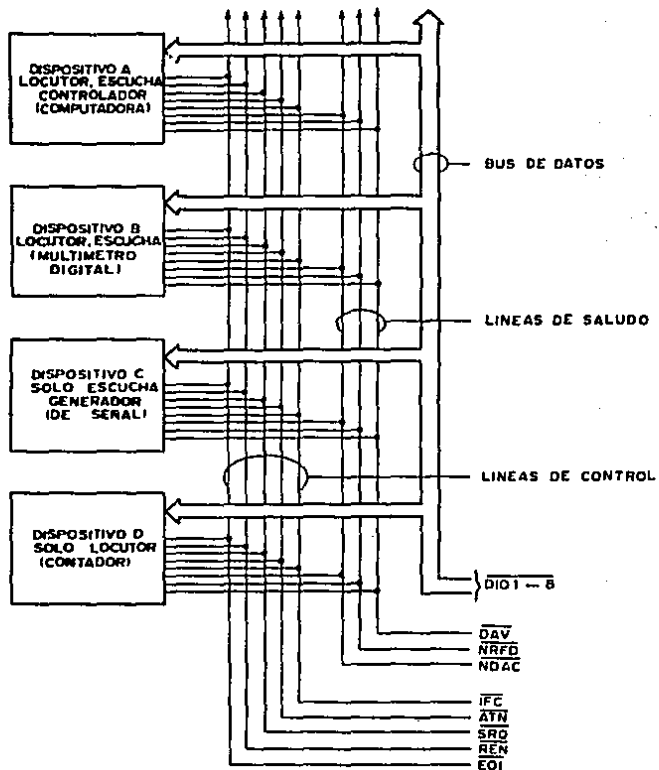 DISPOSITIVO A
LOCUTOR, ESCUCHA
CONTROLADOR
(COMPUTADORA)
BUS DE DATOS
DISPOSITIVO B
LOCUTOR, ESCUCHA
(MULTIMETRO
DIGITAL)
LINEAS DE SALUDO
DISPOSITIVO C
SOLO ESCUCHA
GENERADOR
(DE SEÑAL)
LINEAS DE CONTROL
DISPOSITIVO D
SOLO LOCUTOR
(CONTADOR)
DIO 1 — 8
DAV
NRFD
NDAC
IFC
ATN
SRQ
REN
EOI